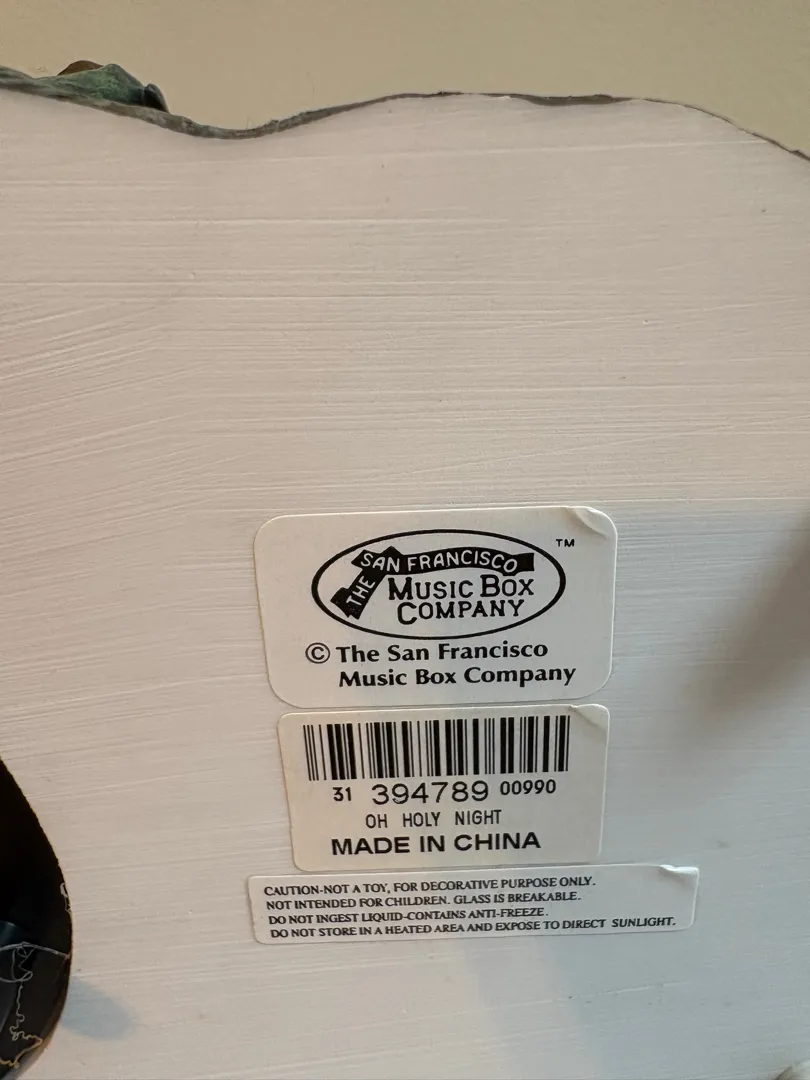 THE SAN FRANCISCO
MUSIC BOX
COMPANY
TM
© The San Francisco
Music Box Company
31 394789 00990
OH HOLY NIGHT
MADE IN CHINA
CAUTION-NOT A TOY, FOR DECORATIVE PURPOSE ONLY.
NOT INTENDED FOR CHILDREN. GLASS IS BREAKABLE.
DO NOT INGEST LIQUID-CONTAINS ANTI-FREEZE.
DO NOT STORE IN A HEATED AREA AND EXPOSE TO DIRECT SUNLIGHT.